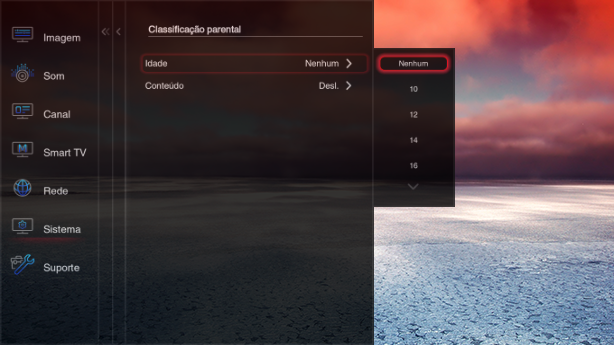 Imagem
Som
Canal
Smart TV
Rede
Sistema
Suporte
Classificação parental
Idade Nenhum
Conteúdo Desl.
Nenhum
10
12
14
16